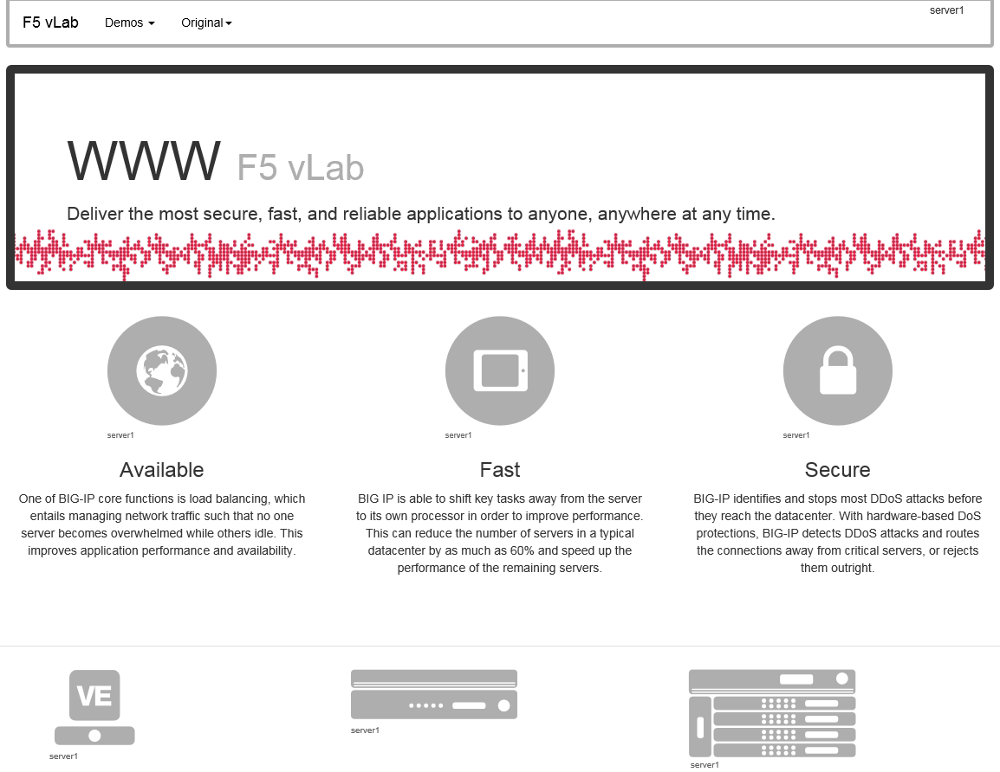 F5 vLab Demos Original server1
WWW F5 vLab
Deliver the most secure, fast, and reliable applications to anyone, anywhere at any time.
server1
server1
server1
Available
One of BIG-IP core functions is load balancing, which
entails managing network traffic such that no one
server becomes overwhelmed while others idle. This
improves application performance and availability.
Fast
BIG IP is able to shift key tasks away from the server
to its own processor in order to improve performance.
This can reduce the number of servers in a typical
datacenter by as much as 60% and speed up the
performance of the remaining servers.
Secure
BIG-IP identifies and stops most DDoS attacks before
they reach the datacenter. With hardware-based DoS
protections, BIG-IP detects DDoS attacks and routes
the connections away from critical servers, or rejects
them outright.
VE
server1
server1
server1